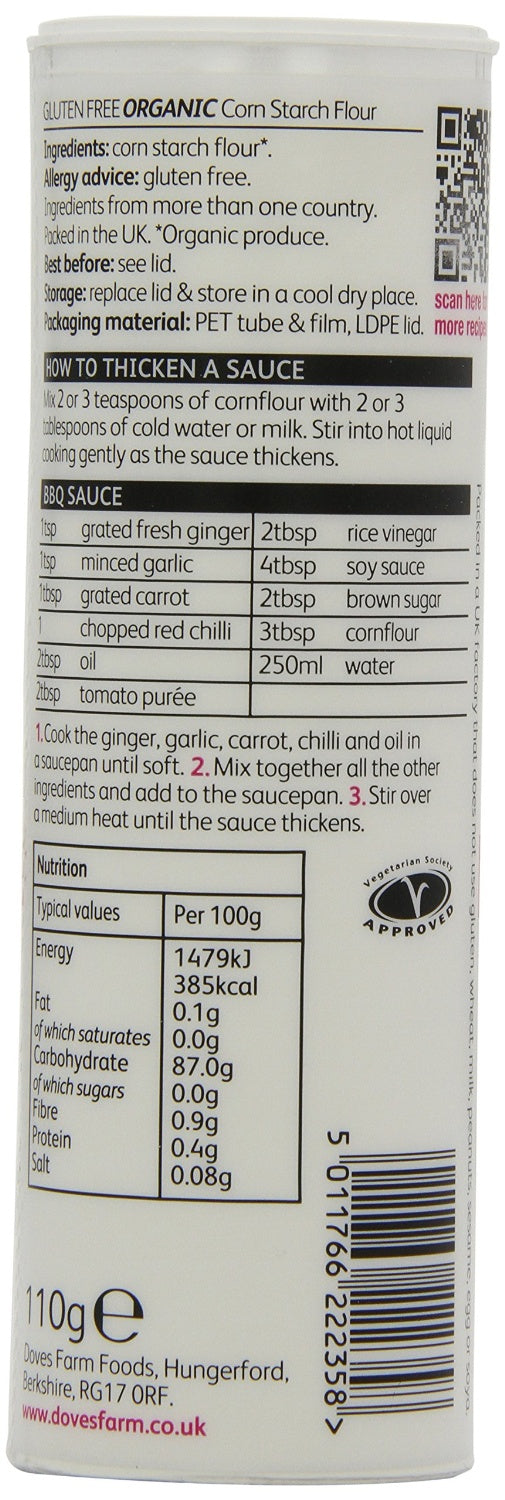 GLUTEN FREE ORGANIC Corn Starch Flour
Ingredients: corn starch flour*.
Allergy advice: gluten free.
Ingredients from more than one country.
Packed in the UK. *Organic produce.
Best before: see lid.
Storage: replace lid & store in a cool dry place.
Packaging material: PET tube & film, LDPE lid.
scan here
more recipe
HOW TO THICKEN A SAUCE
Mix 2 or 3 teaspoons of cornflour with 2 or 3
tablespoons of cold water or milk. Stir into hot liquid
cooking gently as the sauce thickens.
BBQ SAUCE
1tsp grated fresh ginger 2tbsp rice vinegar
1tsp minced garlic 4tbsp soy sauce
1tbsp grated carrot 2tbsp brown sugar
1 chopped red chilli 3tbsp cornflour
2tbsp oil 250ml water
2tbsp tomato purée
1. Cook the ginger, garlic, carrot, chilli and oil in
a saucepan until soft. 2. Mix together all the other
ingredients and add to the saucepan. 3. Stir over
a medium heat until the sauce thickens.
Packed in a UK factory that does not use gluten, wheat, milk, peanuts, sesame, egg or soya.
Nutrition
Typical values Per 100g
Energy 1479kJ
385kcal
Fat 0.1g
of which saturates 0.0g
Carbohydrate 87.0g
of which sugars 0.0g
Fibre 0.9g
Protein 0.4g
Salt 0.08g
Vegetarian Society
APPROVED
5 011766 222358 >
110g e
Doves Farm Foods, Hungerford,
Berkshire, RG17 0RF.
www.dovesfarm.co.uk